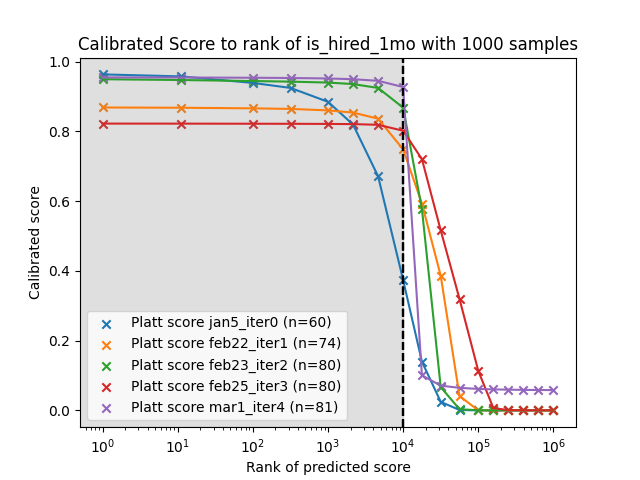 Calibrated Score to rank of is_hired_1mo with 1000 samples
Calibrated score
1.0
0.8
0.6
0.4
0.2
0.0
Platt score jan5_iter0 (n=60)
Platt score feb22_iter1 (n=74)
Platt score feb23_iter2 (n=80)
Platt score feb25_iter3 (n=80)
Platt score mar1_iter4 (n=81)
10⁰ 10¹ 10² 10³ 10⁴ 10⁵ 10⁶
Rank of predicted score